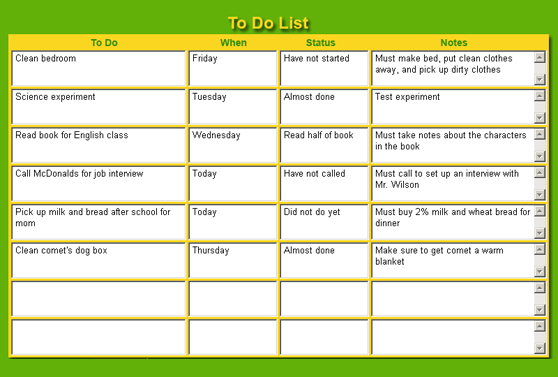 To Do List
To Do When Status Notes
Clean bedroom Friday Have not started Must make bed, put clean clothes
away, and pick up dirty clothes
Science experiment Tuesday Almost done Test experiment
Read book for English class Wednesday Read half of book Must take notes about the characters
in the book
Call McDonalds for job interview Today Have not called Must call to set up an interview with
Mr. Wilson
Pick up milk and bread after school for Today Did not do yet Must buy 2% milk and wheat bread for
mom dinner
Clean comet's dog box Thursday Almost done Make sure to get comet a warm
blanket